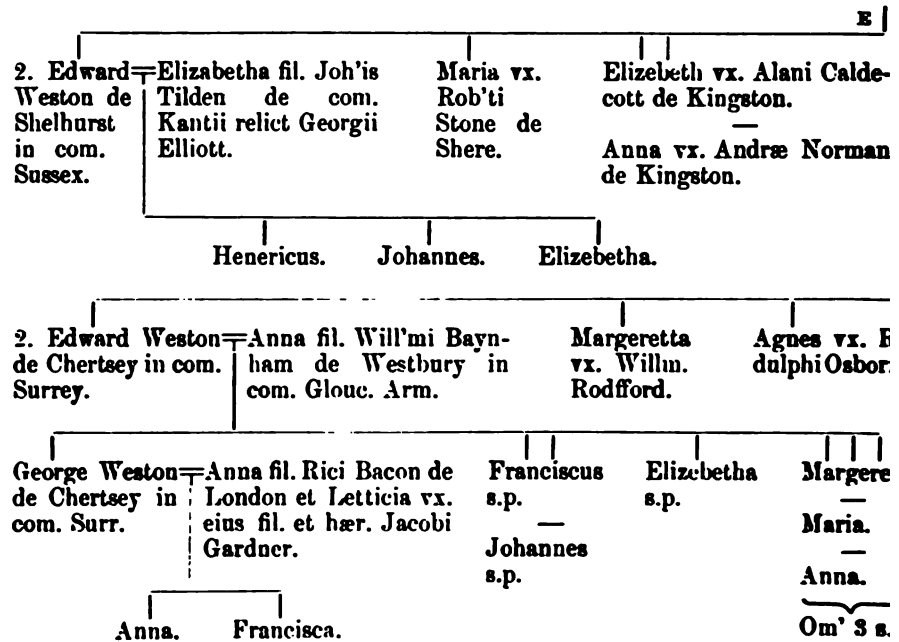 E
2. Edward
Weston de
Shelhurst
in com.
Sussex.
Elizabetha fil. Joh'is
Tilden de com.
Kantii relict Georgii
Elliott.
Maria vx.
Rob'ti
Stone de
Shere.
Elizebeth vx. Alani Calde-
cott de Kingston.
—
Anna vx. Andræ Norman
de Kingston.
Henericus.
Johannes.
Elizebetha.
2. Edward Weston
de Chertsey in com.
Surrey.
Anna fil. Will'mi Bayn-
ham de Westbury in
com. Glouc. Arm.
Margeretta
vx. Willm.
Rodfford.
Agnes vx.
dulphi Osbor
George Weston
de Chertsey in
com. Surr.
Anna fil. Rici Bacon de
London et Letticia vx.
eius fil. et hær. Jacobi
Gardner.
Franciscus
s.p.
—
Johannes
s.p.
Elizebetha
s.p.
Margere
—
Maria.
—
Anna.
Om' 3 s.
Anna.
Francisca.